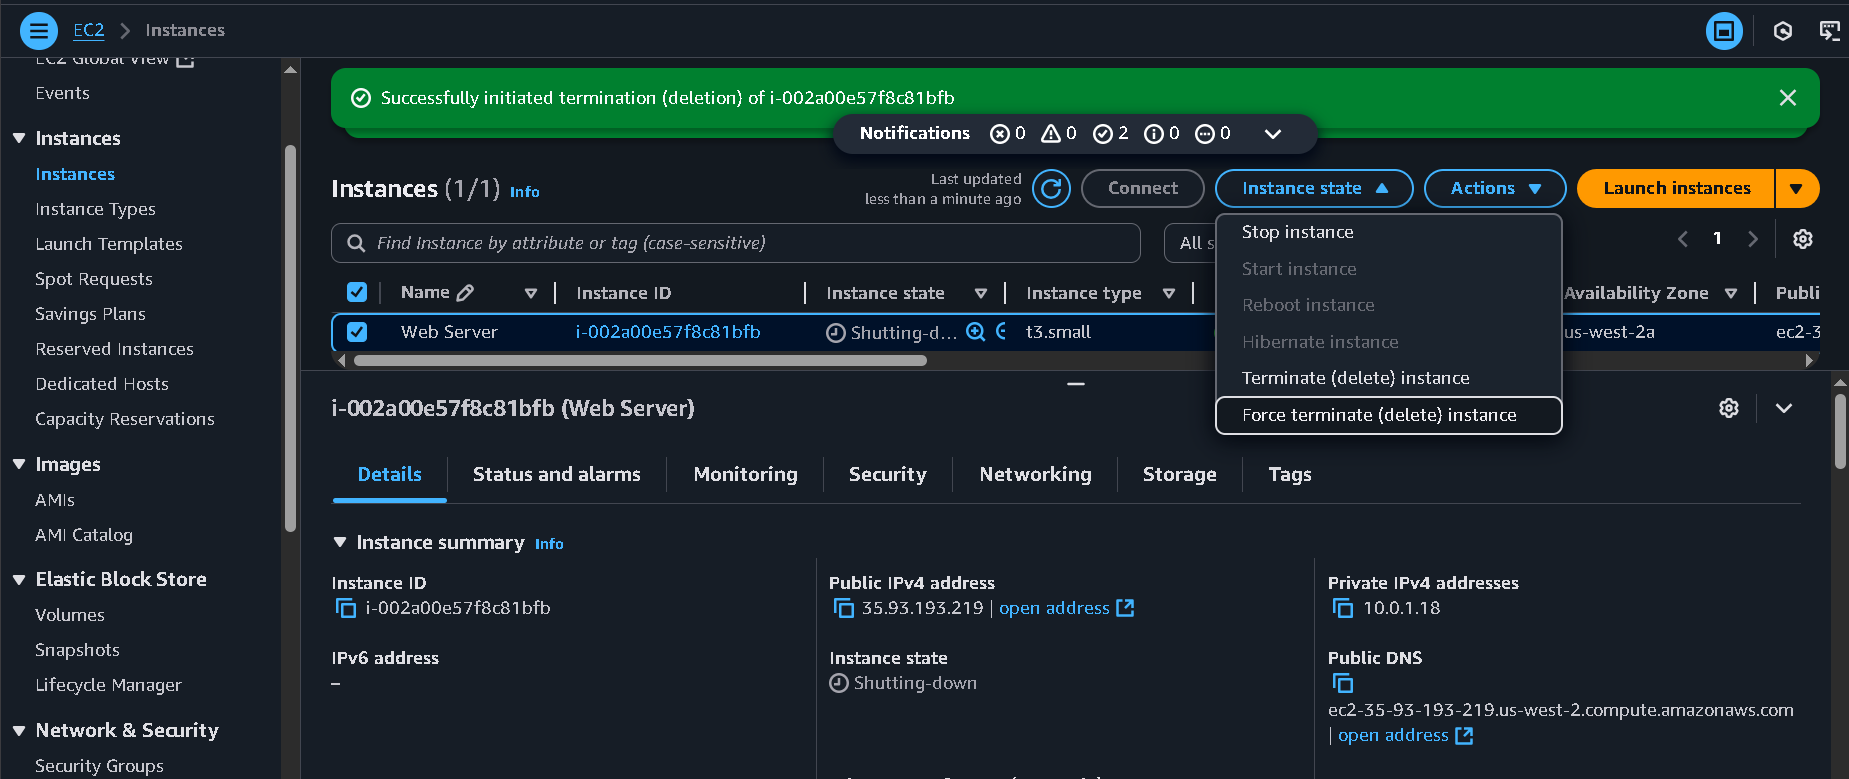 EC2 > Instances
EC2 Global View
Events
Instances
Instances
Instance Types
Launch Templates
Spot Requests
Savings Plans
Reserved Instances
Dedicated Hosts
Capacity Reservations
Images
AMIs
AMI Catalog
Elastic Block Store
Volumes
Snapshots
Lifecycle Manager
Network & Security
Security Groups
Successfully initiated termination (deletion) of i-002a00e57f8c81bfb
Notifications 0 0 2 0 0
Instances (1/1) Info
Last updated
less than a minute ago
Connect
Instance state
Actions
Launch instances
Find Instance by attribute or tag (case-sensitive)
All s
1
Stop instance
Start instance
Reboot instance
Hibernate instance
Terminate (delete) instance
Force terminate (delete) instance
Name Instance ID Instance state Instance type Availability Zone Publi
Web Server i-002a00e57f8c81bfb Shutting-d... t3.small us-west-2a ec2-3
i-002a00e57f8c81bfb (Web Server)
Details Status and alarms Monitoring Security Networking Storage Tags
Instance summary Info
Instance ID
i-002a00e57f8c81bfb
Public IPv4 address
35.93.193.219 | open address
Private IPv4 addresses
10.0.1.18
IPv6 address
–
Instance state
Shutting-down
Public DNS
ec2-35-93-193-219.us-west-2.compute.amazonaws.com
| open address